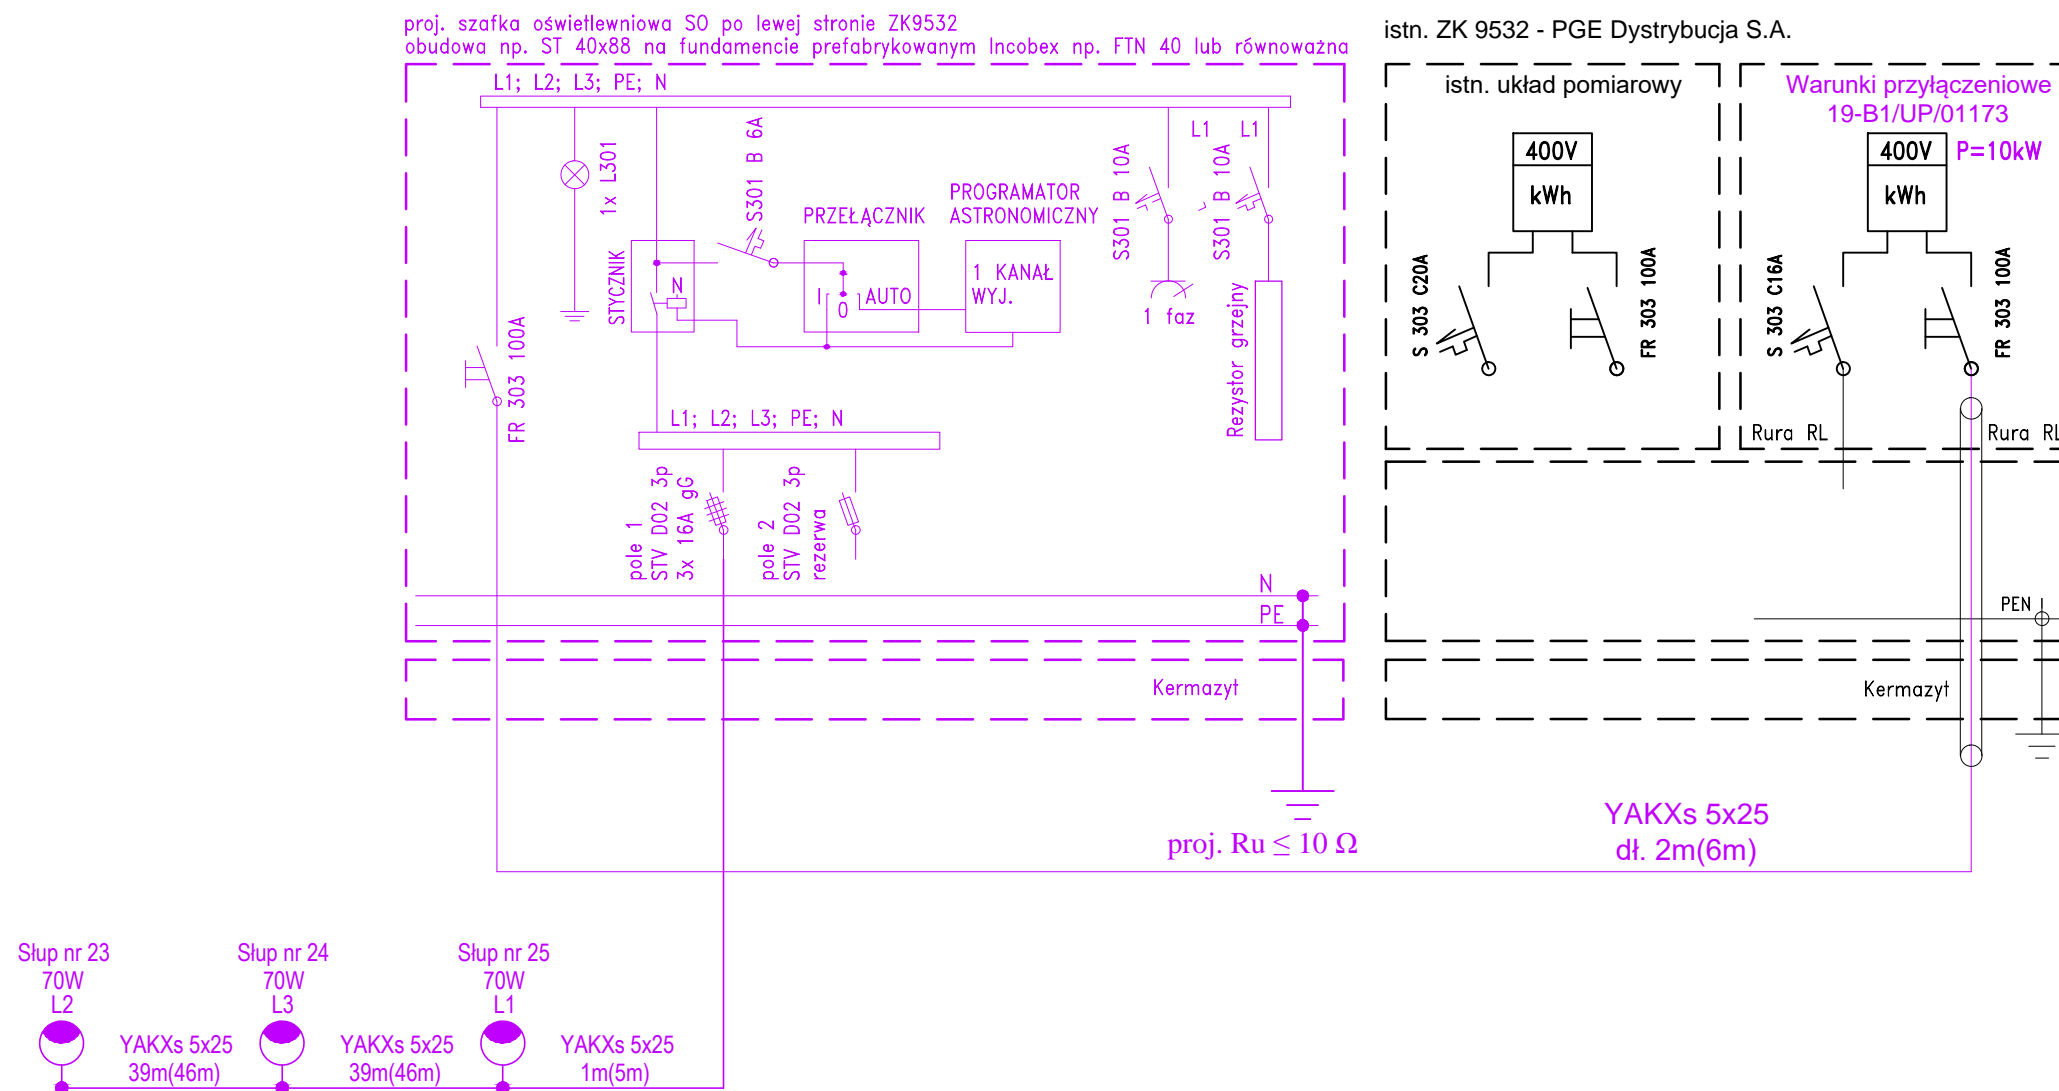 proj. szafka oświetlewniowa SO po lewej stronie ZK9532
obudowa np. ST 40x88 na fundamencie prefabrykowanym Incobex np. FTN 40 lub równoważna
L1; L2; L3; PE; N
1x L301
S301 B 6A
STYCZNIK
N
PRZEŁĄCZNIK
I
0
AUTO
PROGRAMATOR
ASTRONOMICZNY
1 KANAŁ
WYJ.
S301 B 10A
L1
1 faz
S301 B 10A
L1
Rezystor grzejny
FR 303 100A
L1; L2; L3; PE; N
pole 1
STV D02 3p
3x 16A gG
pole 2
STV D02 3p
rezerwa
N
PE
Kermazyt
proj. Ru ≤ 10 Ω
istn. ZK 9532 - PGE Dystrybucja S.A.
istn. układ pomiarowy
400V
kWh
S 303 C20A
FR 303 100A
Warunki przyłączeniowe
19-B1/UP/01173
400V
P=10kW
kWh
S 303 C16A
FR 303 100A
Rura RL
Rura RL
PEN
Kermazyt
YAKXs 5x25
dł. 2m(6m)
Słup nr 23
70W
L2
YAKXs 5x25
39m(46m)
Słup nr 24
70W
L3
YAKXs 5x25
39m(46m)
Słup nr 25
70W
L1
YAKXs 5x25
1m(5m)